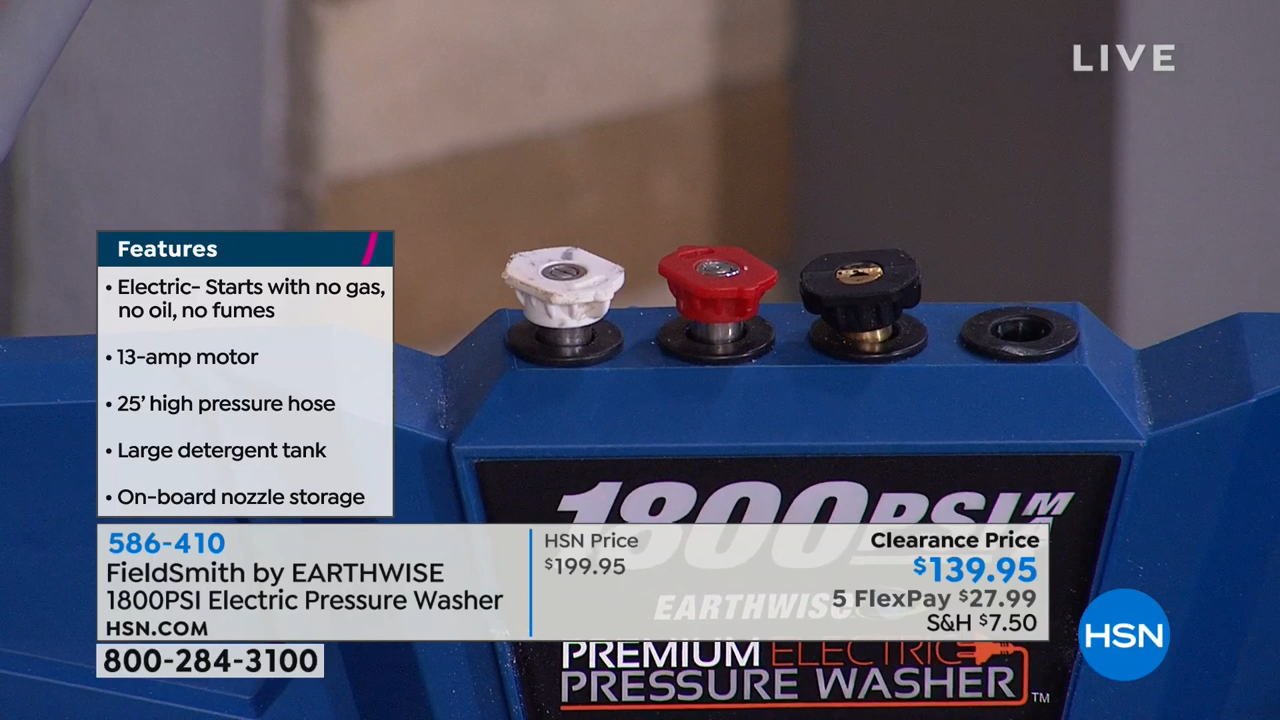 LIVE
Features
• Electric- Starts with no gas,
no oil, no fumes
• 13-amp motor
• 25’ high pressure hose
• Large detergent tank
• On-board nozzle storage
1800PSI
586-410
FieldSmith by EARTHWISE
1800PSI Electric Pressure Washer
HSN.COM
800-284-3100
HSN Price
$199.95
Clearance Price
$139.95
5 FlexPay $27.99
S&H $7.50
HSN
EARTHWISE
PREMIUM ELECTRIC
PRESSURE WASHER™